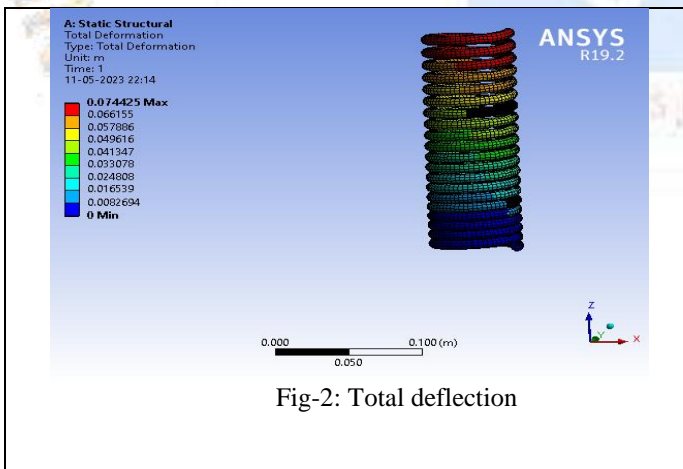 A: Static Structural
Total Deformation
Type: Total Deformation
Unit: m
Time: 1
11-05-2023 22:14
ANSYS
R19.2
0.074425 Max
0.066155
0.057886
0.049616
0.041347
0.033078
0.024808
0.016539
0.0082694
0 Min
Z
Y
X
0.000
0.100 (m)
0.050
Fig-2: Total deflection